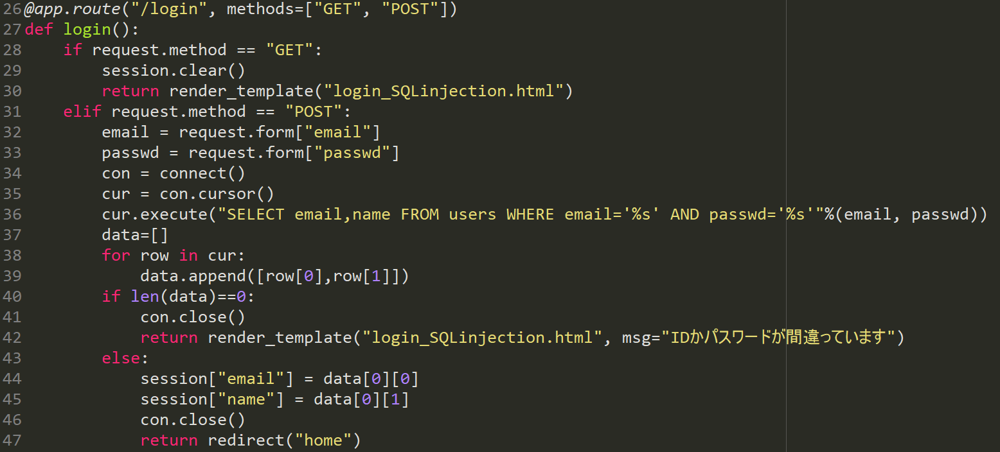 26@app.route("/login", methods=["GET", "POST"])
27def login():
28    if request.method == "GET":
29        session.clear()
30        return render_template("login_SQLinjection.html")
31    elif request.method == "POST":
32        email = request.form["email"]
33        passwd = request.form["passwd"]
34        con = connect()
35        cur = con.cursor()
36        cur.execute("SELECT email,name FROM users WHERE email='%s' AND passwd='%s'"%(email, passwd))
37        data=[]
38        for row in cur:
39            data.append([row[0],row[1]])
40        if len(data)==0:
41            con.close()
42            return render_template("login_SQLinjection.html", msg="IDかパスワードが間違っています")
43        else:
44            session["email"] = data[0][0]
45            session["name"] = data[0][1]
46            con.close()
47            return redirect("home")